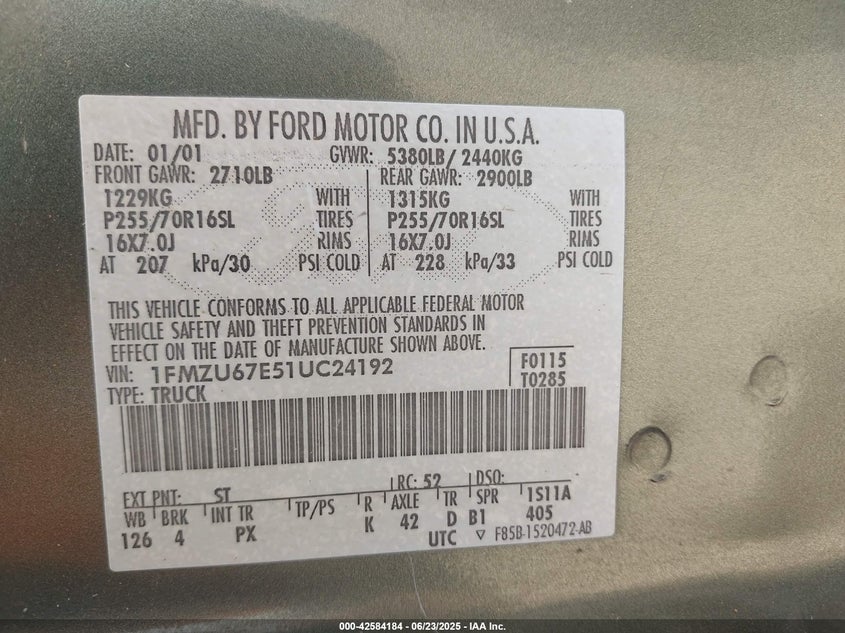 MFD. BY FORD MOTOR CO. IN U.S.A.
DATE: 01/01 GVWR: 5380LB/ 2440KG
FRONT GAWR: 2710LB REAR GAWR: 2900LB
1229KG WITH 1315KG WITH
P255/70R16SL TIRES P255/70R16SL TIRES
16X7.0J RIMS 16X7.0J RIMS
AT 207 kPa/30 PSI COLD AT 228 kPa/33 PSI COLD
THIS VEHICLE CONFORMS TO ALL APPLICABLE FEDERAL MOTOR
VEHICLE SAFETY AND THEFT PREVENTION STANDARDS IN
EFFECT ON THE DATE OF MANUFACTURE SHOWN ABOVE.
VIN: 1FMZU67E51UC24192 F0115
TYPE: TRUCK T0285
EXT PNT: ST RC: 52 DSO:
WB BRK INT TR TP/PS R AXLE TR SPR 1S11A
126 4 PX K 42 D B1 405
UTC ▽ F85B-1520472-AB
000-42584184 | 06/23/2025 - IAA Inc.